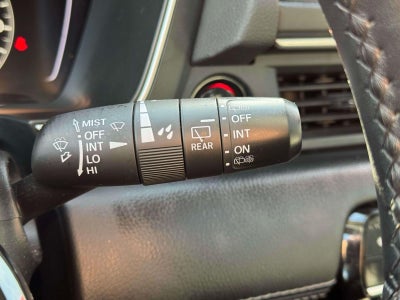 MIST
OFF
INT
LO
HI
REAR
OFF
INT
ON